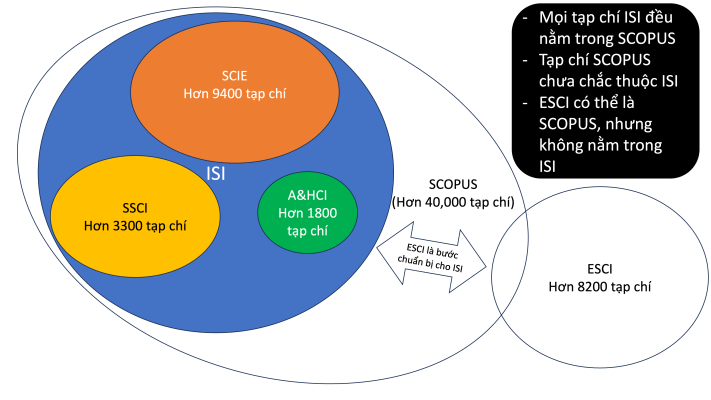 SCIE
Hơn 9400 tạp chí
ISI
SSCI
Hơn 3300 tạp chí
A&HCI
Hơn 1800
tạp chí
SCOPUS
(Hơn 40,000 tạp chí)
ESCI là bước
chuẩn bị cho ISI
ESCI
Hơn 8200 tạp chí
- Mọi tạp chí ISI đều
nằm trong SCOPUS
- Tạp chí SCOPUS
chưa chắc thuộc ISI
- ESCI có thể là
SCOPUS, nhưng
không nằm trong
ISI